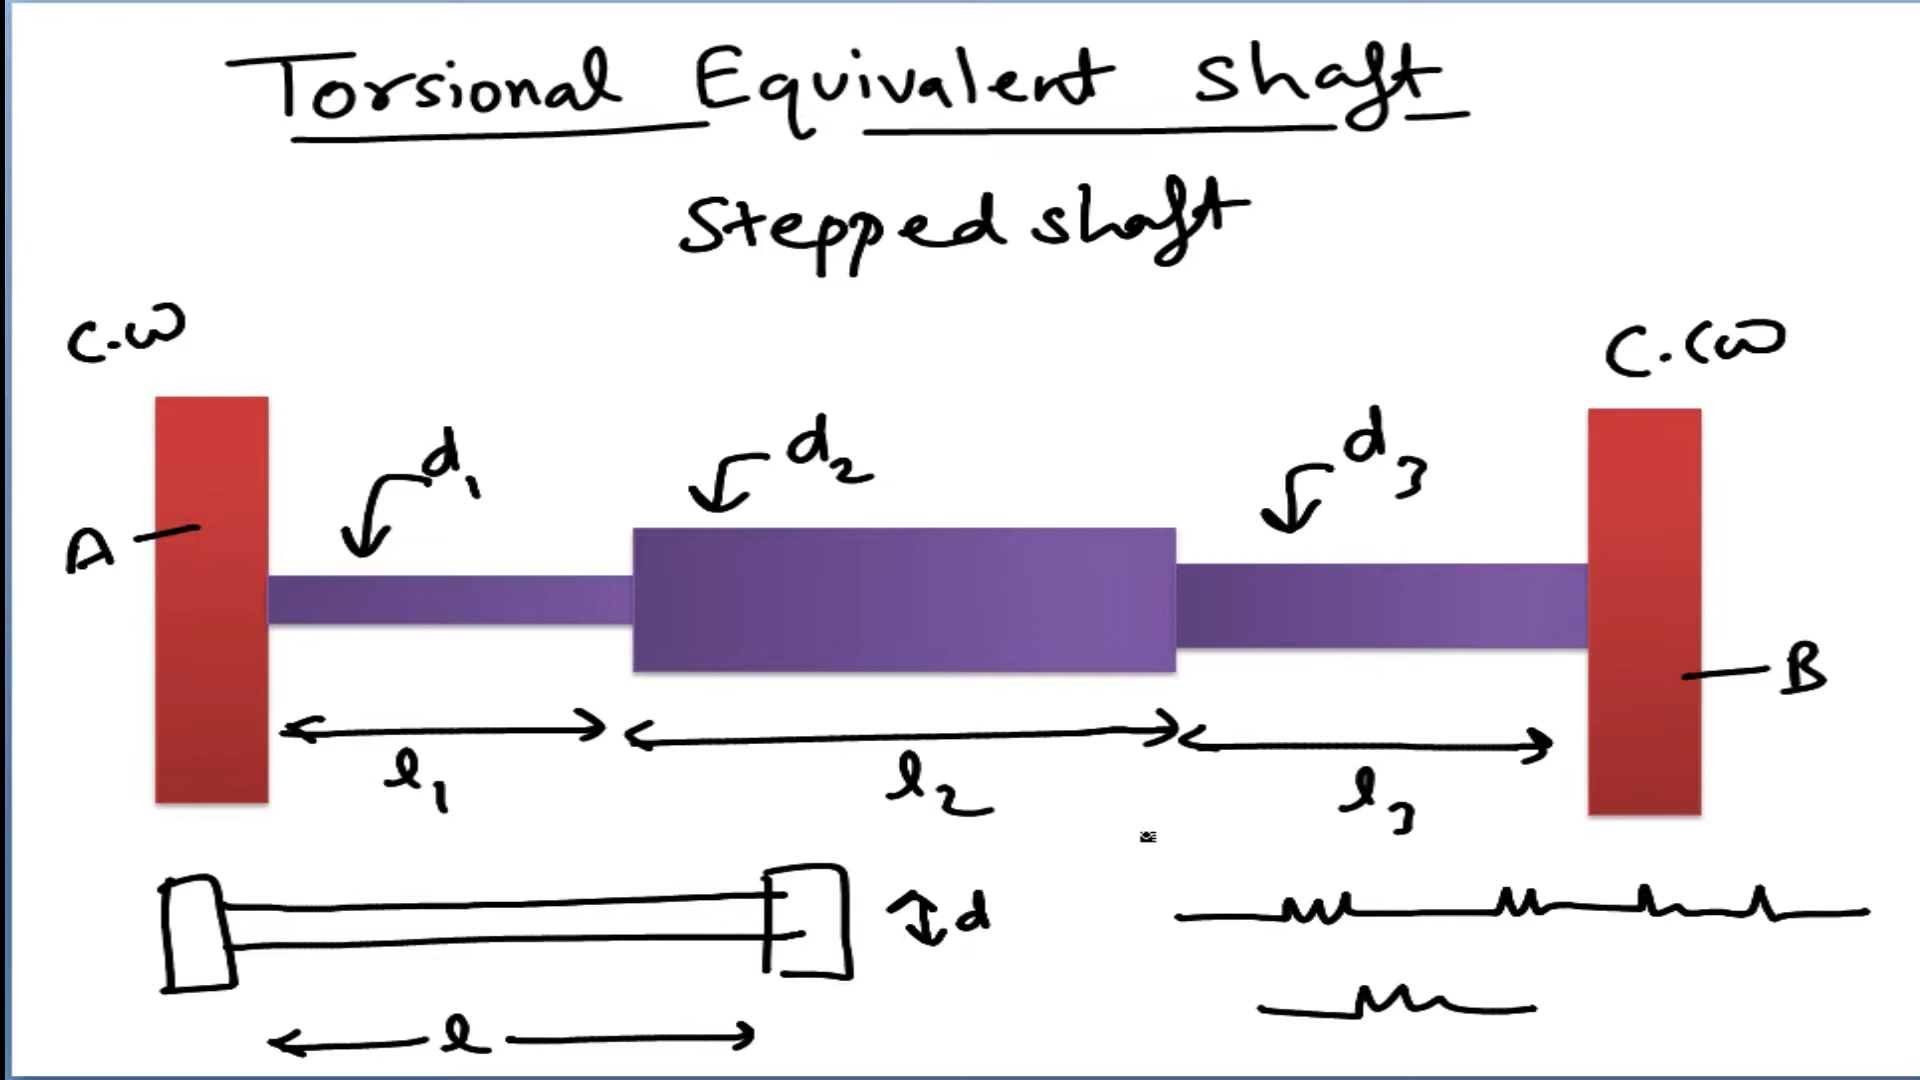 Torsional Equivalent shaft
Stepped shaft
C.W
C.CW
d1
d2
d3
A
B
l1
l2
l3
d
l